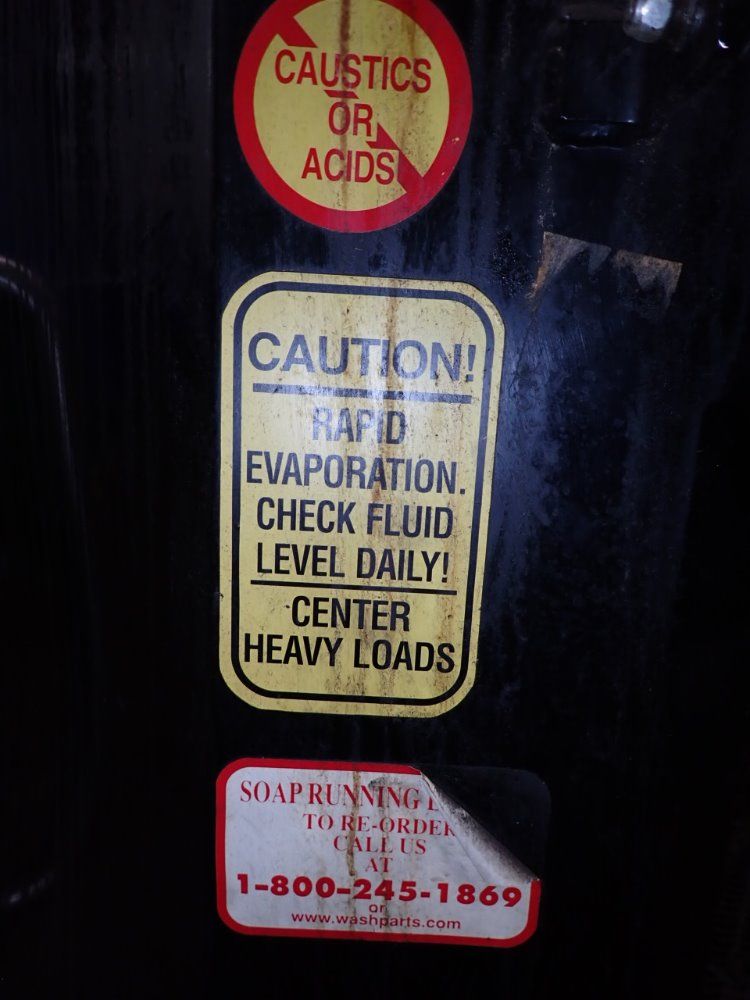 CAUSTICS
OR
ACIDS
CAUTION!
RAPID
EVAPORATION.
CHECK FLUID
LEVEL DAILY!
CENTER
HEAVY LOADS
SOAP RUNNING
TO RE-ORDER
CALL US
AT
1-800-245-1869
or
www.washparts.com